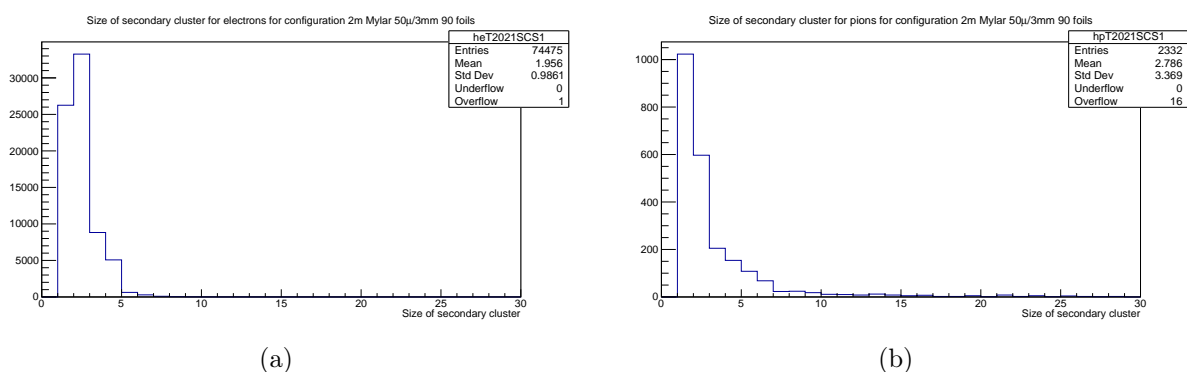 Size of secondary cluster for electrons for configuration 2m Mylar 50μ/3mm 90 foils
heT2021SCS1
Entries 74475
Mean 1.956
Std Dev 0.9861
Underflow 0
Overflow 1
30000
25000
20000
15000
10000
5000
0
0 5 10 15 20 25 30
Size of secondary cluster
(a)
Size of secondary cluster for pions for configuration 2m Mylar 50μ/3mm 90 foils
hpT2021SCS1
Entries 2332
Mean 2.786
Std Dev 3.369
Underflow 0
Overflow 16
1000
800
600
400
200
0
0 5 10 15 20 25 30
Size of secondary cluster
(b)